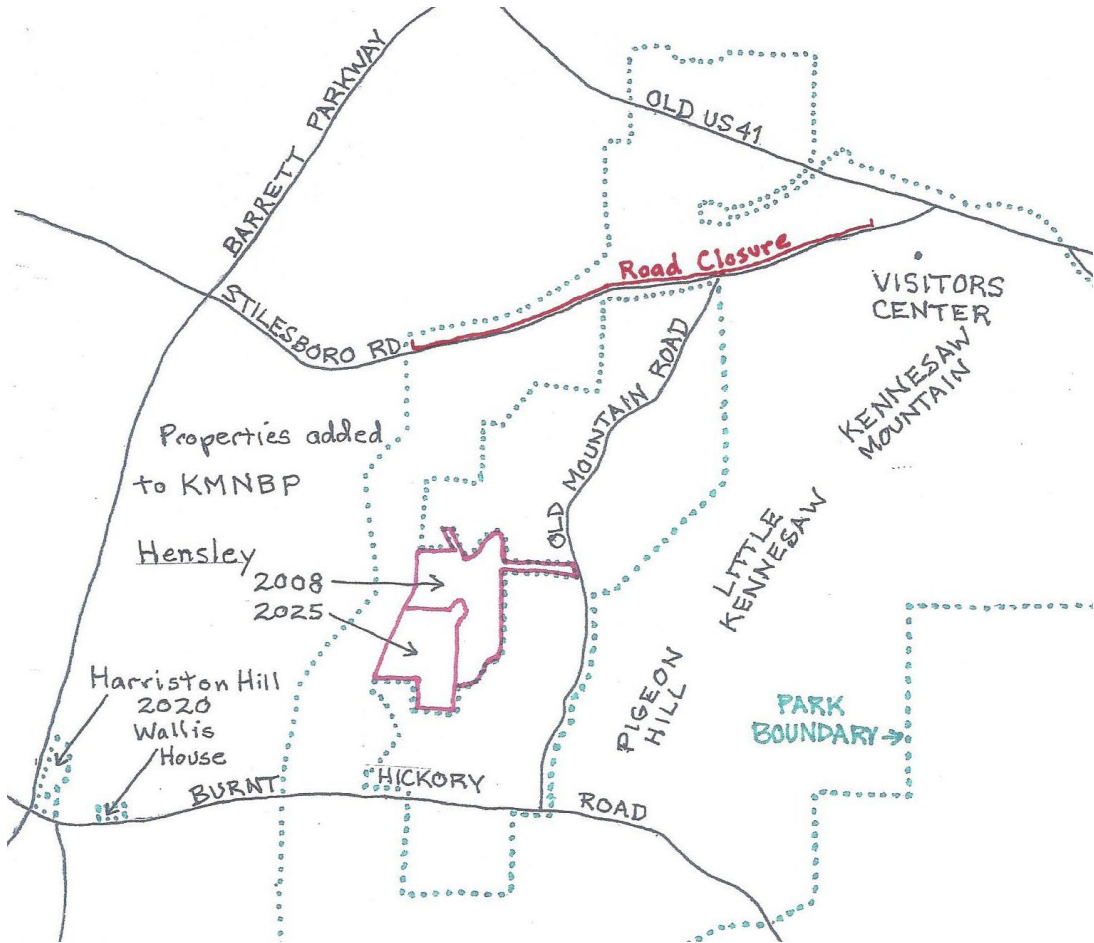 BARRETT PARKWAY
OLD US 41
Road Closure
STILESBORO RD
VISITORS
CENTER
KENNESAW
MOUNTAIN
OLD MOUNTAIN ROAD
Properties added
to KMNBP
Hensley
2008
2025
LITTLE
KENNESAW
Harriston Hill
2020
Wallis
House
PIGEON
HILL
PARK
BOUNDARY
BURNT HICKORY ROAD